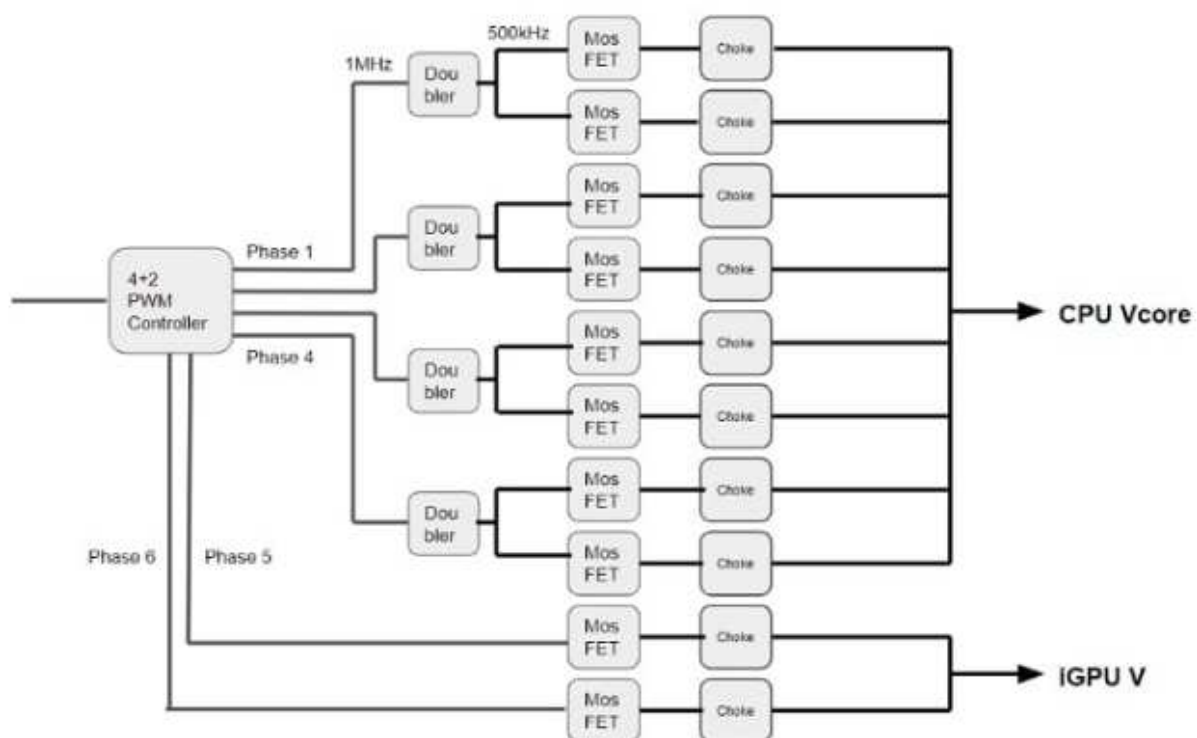 500kHz
1MHz
Dou
bler
Mos
FET
Choke
Mos
FET
Choke
Mos
FET
Choke
Dou
bler
Mos
FET
Choke
Phase 1
4+2
PWM
Controller
CPU Vcore
Mos
FET
Choke
Phase 4
Dou
bler
Mos
FET
Choke
Mos
FET
Choke
Dou
bler
Mos
FET
Choke
Phase 6
Phase 5
Mos
FET
Choke
iGPU V
Mos
FET
Choke